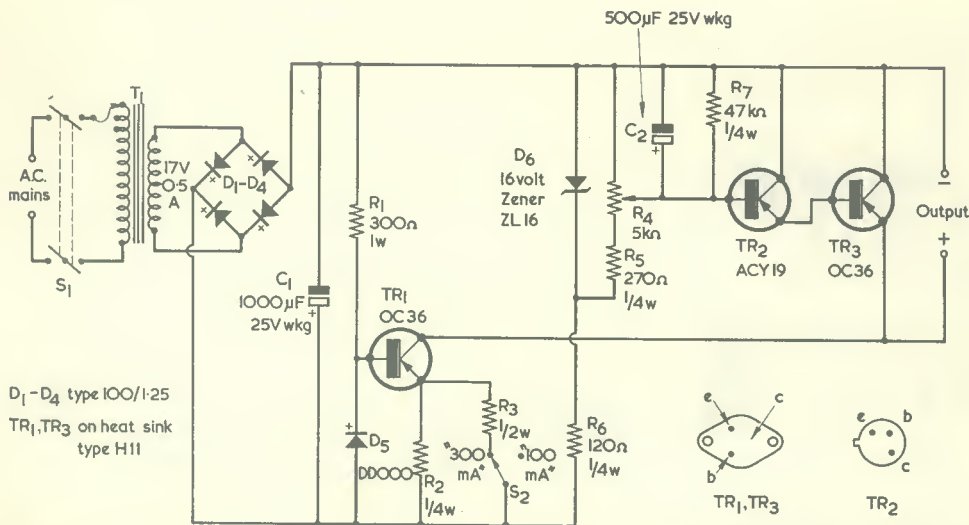 500µF 25V wkg
T1
A.C.
mains
S1
17V
0·5
A
D1-D4
C1
1000µF
25V wkg
+
R1
300Ω
1w
TR1
OC36
+
D5
DD000
R2
1/4w
R3
1/2w
"300
mA"
"100
mA"
S2
D6
16volt
Zener
ZL16
C2
+
R4
5kΩ
R5
270Ω
1/4w
R6
120Ω
1/4w
R7
47kΩ
1/4w
TR2
ACY19
TR3
OC36
−
Output
+
D1-D4 type 100/1·25
TR1,TR3 on heat sink
type H11
e
c
b
TR1,TR3
e
b
c
TR2